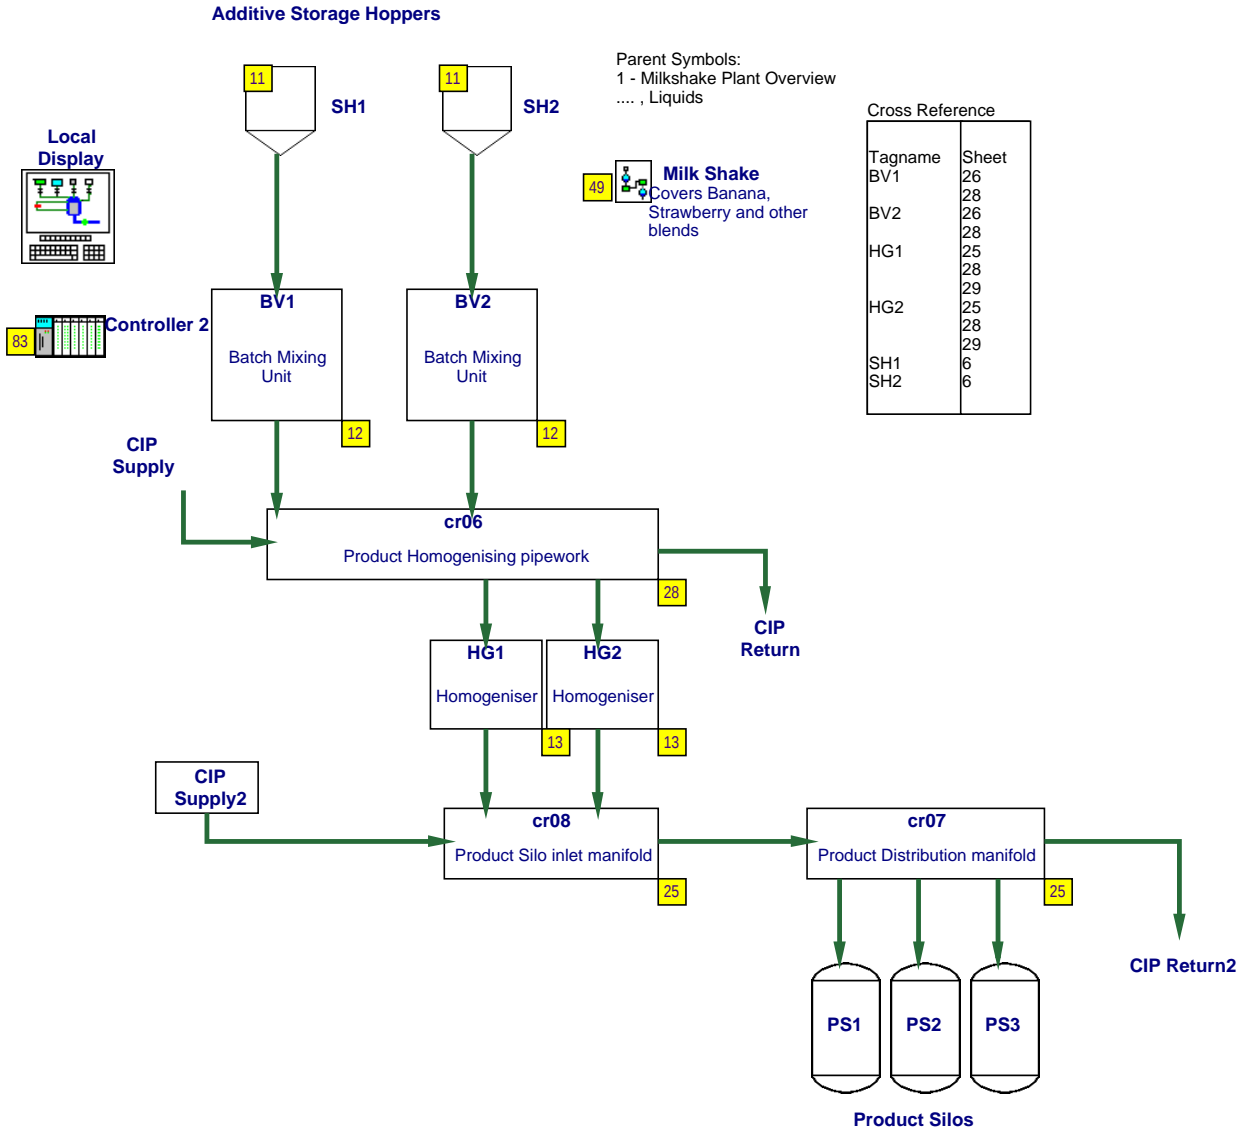 Additive Storage Hoppers
11
SH1
11
SH2
Parent Symbols:
1 - Milkshake Plant Overview
.... , Liquids
Cross Reference
Tagname Sheet
BV1 26
28
BV2 26
28
HG1 25
28
29
HG2 25
28
29
SH1 6
SH2 6
Local
Display
49
Milk Shake
Covers Banana,
Strawberry and other
blends
83
Controller 2
BV1
Batch Mixing
Unit
12
BV2
Batch Mixing
Unit
12
CIP
Supply
cr06
Product Homogenising pipework
28
CIP
Return
HG1
Homogeniser
13
HG2
Homogeniser
13
CIP
Supply2
cr08
Product Silo inlet manifold
25
cr07
Product Distribution manifold
25
CIP Return2
PS1
PS2
PS3
Product Silos